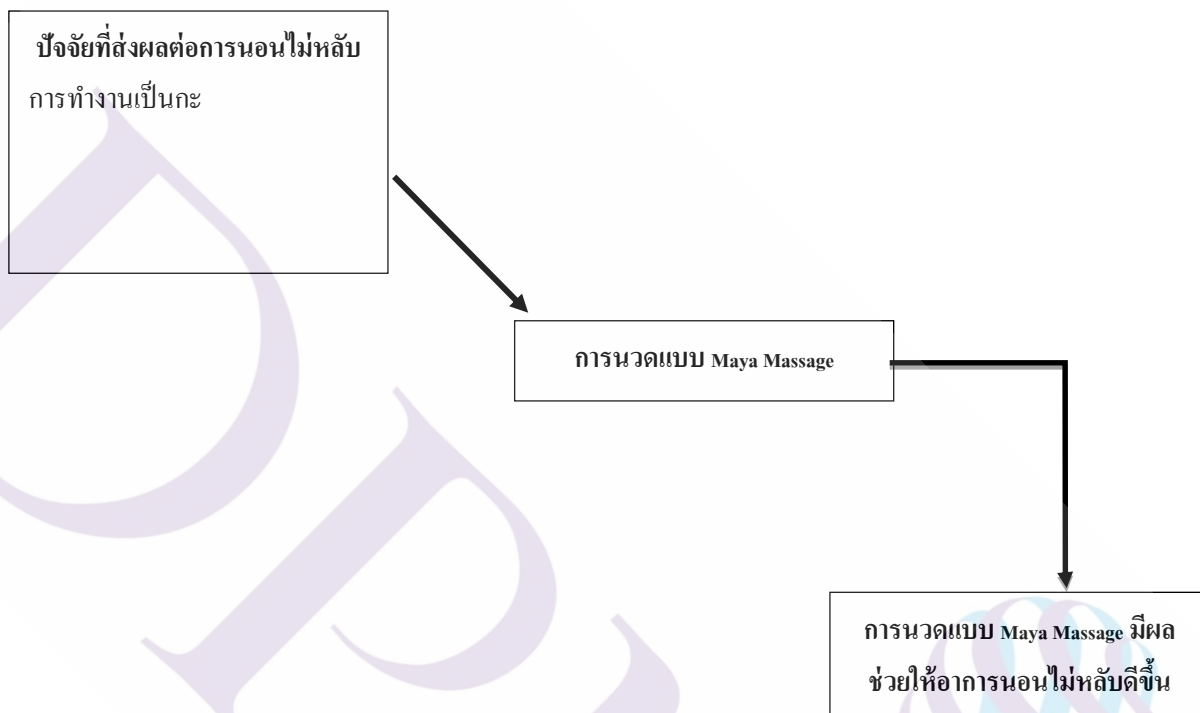 ปัจจัยที่ส่งผลต่อการนอนไม่หลับ
การทำงานเป็นกะ
การนวดแบบ Maya Massage
การนวดแบบ Maya Massage มีผล
ช่วยให้อาการนอนไม่หลับดีขึ้น